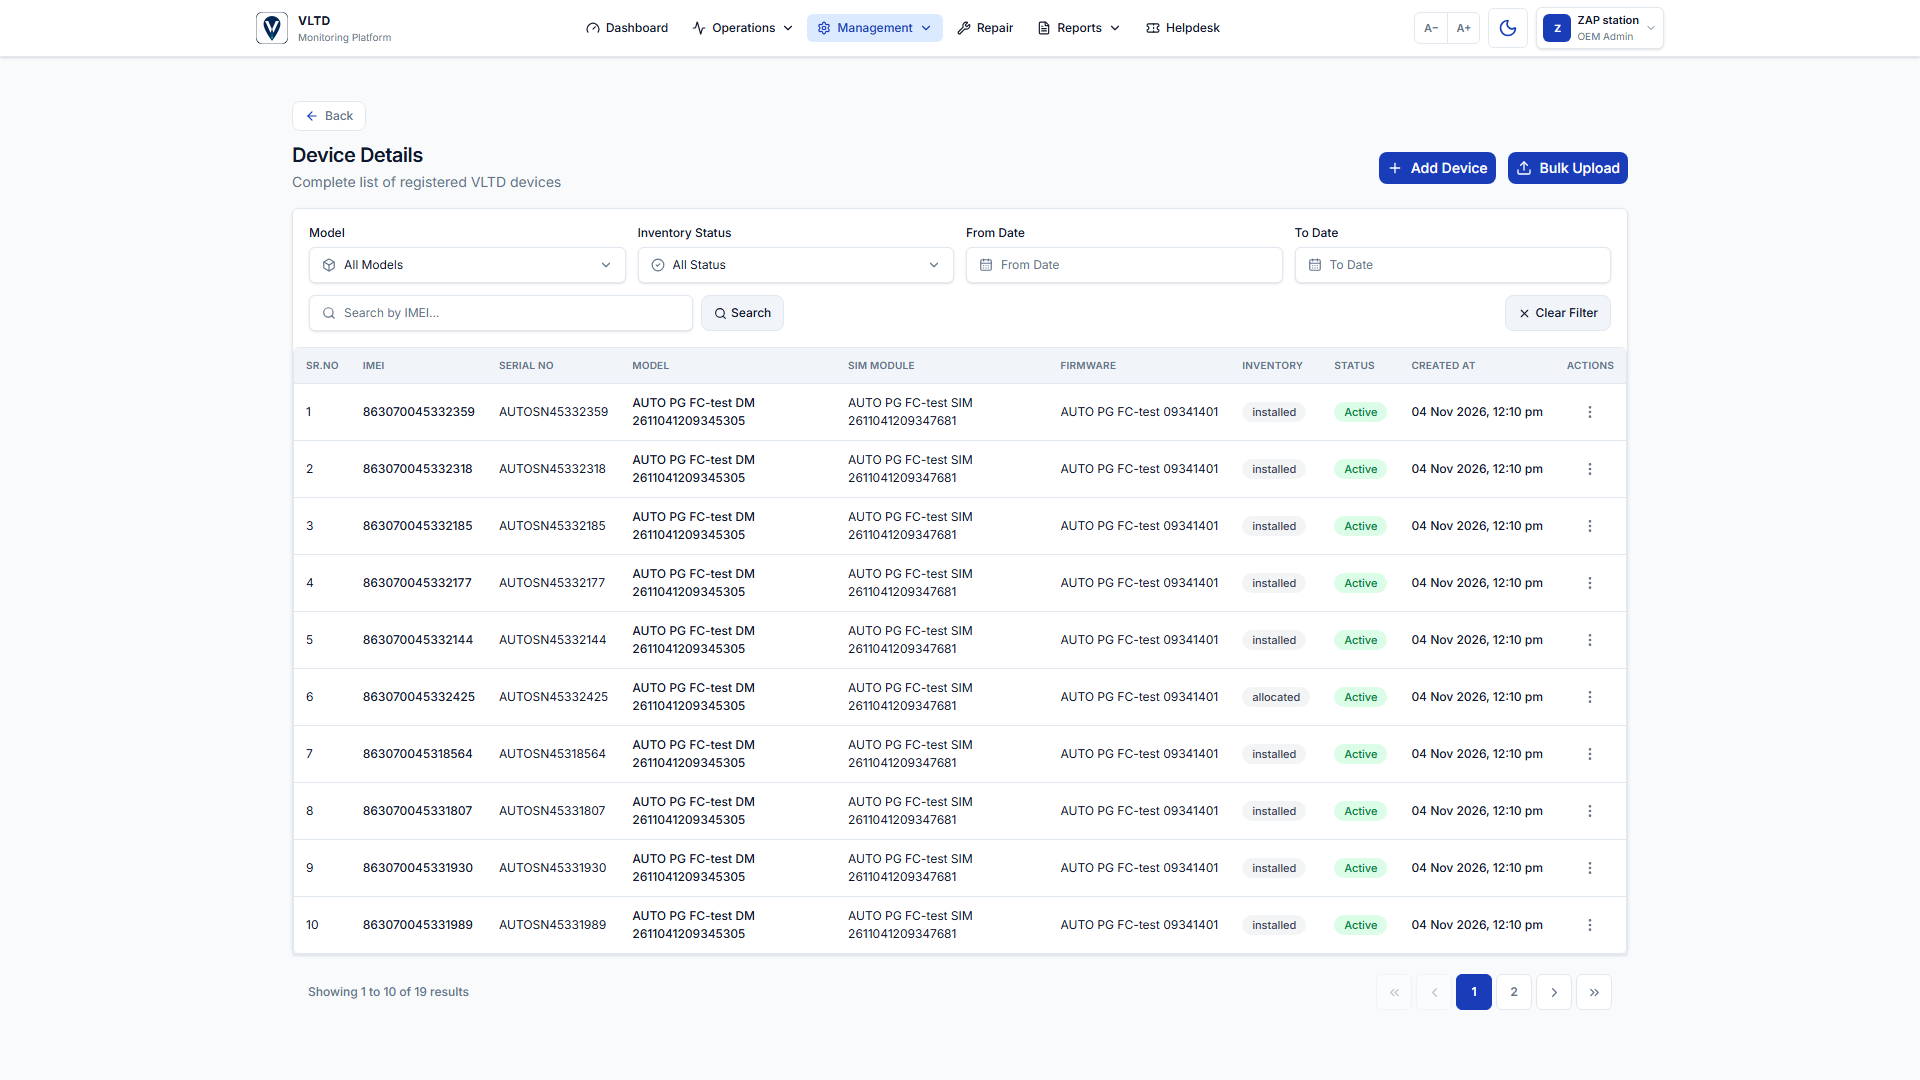 VLTD
Monitoring Platform
Dashboard
Operations
Management
Repair
Reports
Helpdesk
A−
A+
Z
ZAP station
OEM Admin
Back
Device Details
Complete list of registered VLTD devices
Add Device
Bulk Upload
Model
Inventory Status
From Date
To Date
All Models
All Status
From Date
To Date
Search by IMEI...
Search
Clear Filter
SR.NO IMEI SERIAL NO MODEL SIM MODULE FIRMWARE INVENTORY STATUS CREATED AT ACTIONS
1 863070045332359 AUTOSN45332359 AUTO PG FC-test DM 2611041209345305 AUTO PG FC-test SIM 2611041209347681 AUTO PG FC-test 09341401 installed Active 04 Nov 2026, 12:10 pm
2 863070045332318 AUTOSN45332318 AUTO PG FC-test DM 2611041209345305 AUTO PG FC-test SIM 2611041209347681 AUTO PG FC-test 09341401 installed Active 04 Nov 2026, 12:10 pm
3 863070045332185 AUTOSN45332185 AUTO PG FC-test DM 2611041209345305 AUTO PG FC-test SIM 2611041209347681 AUTO PG FC-test 09341401 installed Active 04 Nov 2026, 12:10 pm
4 863070045332177 AUTOSN45332177 AUTO PG FC-test DM 2611041209345305 AUTO PG FC-test SIM 2611041209347681 AUTO PG FC-test 09341401 installed Active 04 Nov 2026, 12:10 pm
5 863070045332144 AUTOSN45332144 AUTO PG FC-test DM 2611041209345305 AUTO PG FC-test SIM 2611041209347681 AUTO PG FC-test 09341401 installed Active 04 Nov 2026, 12:10 pm
6 863070045332425 AUTOSN45332425 AUTO PG FC-test DM 2611041209345305 AUTO PG FC-test SIM 2611041209347681 AUTO PG FC-test 09341401 allocated Active 04 Nov 2026, 12:10 pm
7 863070045318564 AUTOSN45318564 AUTO PG FC-test DM 2611041209345305 AUTO PG FC-test SIM 2611041209347681 AUTO PG FC-test 09341401 installed Active 04 Nov 2026, 12:10 pm
8 863070045331807 AUTOSN45331807 AUTO PG FC-test DM 2611041209345305 AUTO PG FC-test SIM 2611041209347681 AUTO PG FC-test 09341401 installed Active 04 Nov 2026, 12:10 pm
9 863070045331930 AUTOSN45331930 AUTO PG FC-test DM 2611041209345305 AUTO PG FC-test SIM 2611041209347681 AUTO PG FC-test 09341401 installed Active 04 Nov 2026, 12:10 pm
10 863070045331989 AUTOSN45331989 AUTO PG FC-test DM 2611041209345305 AUTO PG FC-test SIM 2611041209347681 AUTO PG FC-test 09341401 installed Active 04 Nov 2026, 12:10 pm
Showing 1 to 10 of 19 results
« ‹ 1 2 › »